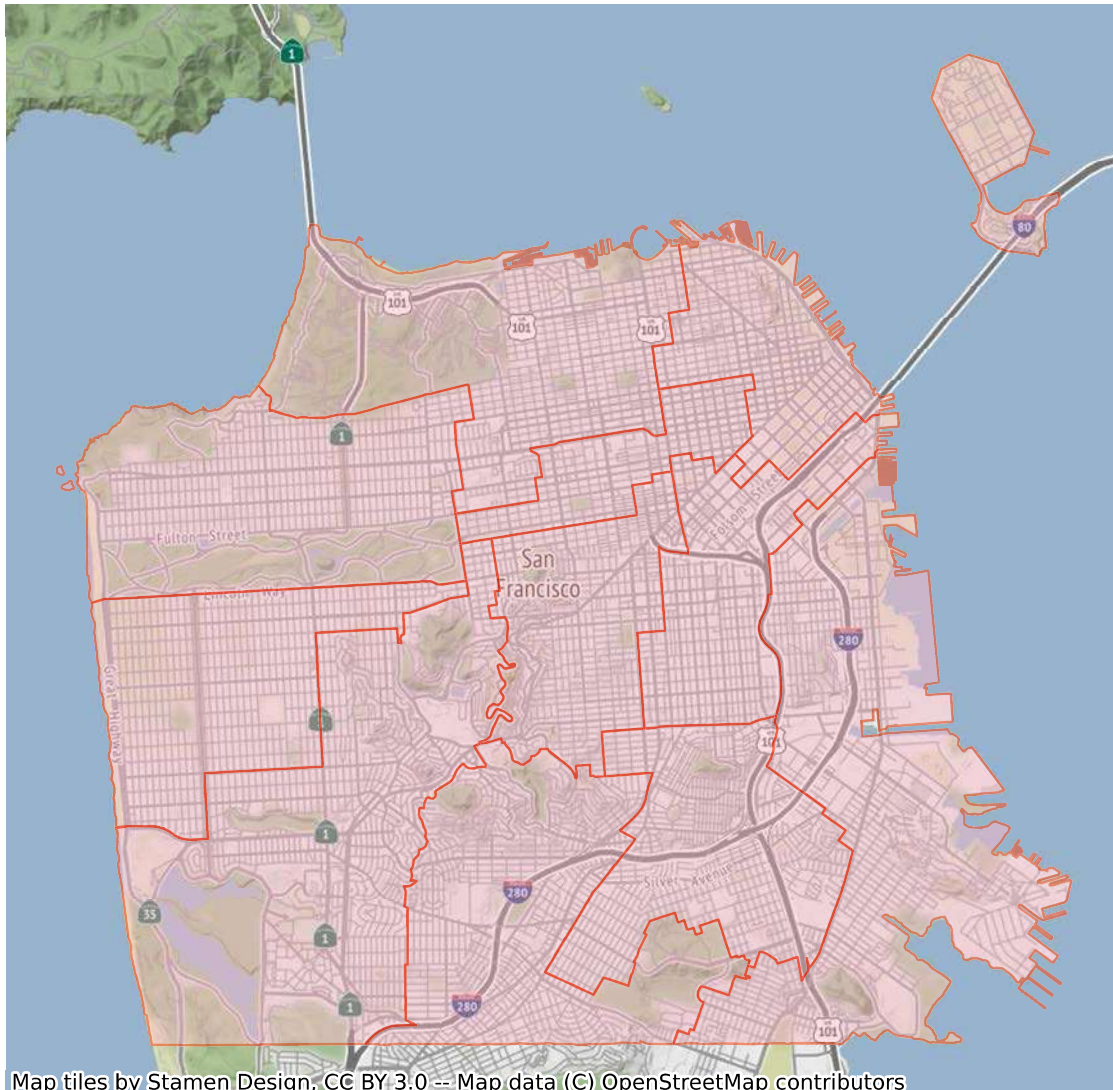 1
80
101
101
101
1
Fulton Street
San
Francisco
Folsom Street
Lincoln Way
280
Great Highway
101
1
280
Silver Avenue
35
1
280
1
101
Map tiles by Stamen Design, CC BY 3.0 -- Map data (C) OpenStreetMap contributors